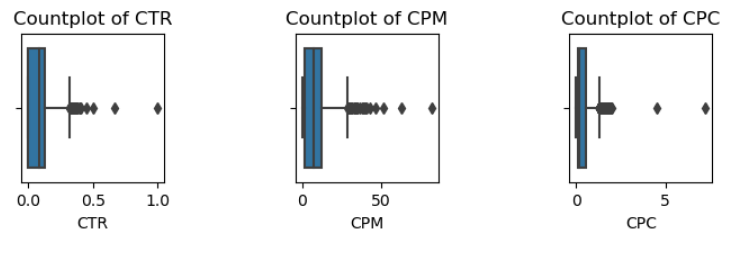 Countplot of CTR
Countplot of CPM
Countplot of CPC
0.0 0.5 1.0
0 50
0 5
CTR
CPM
CPC